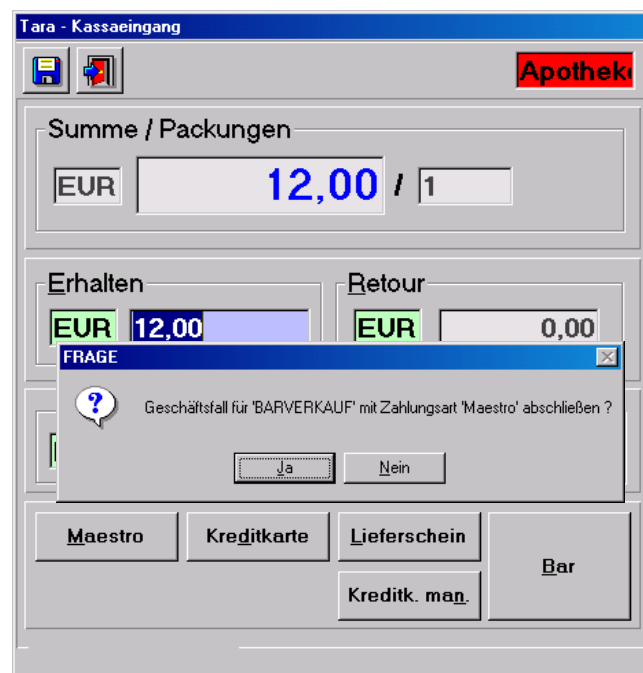 Tara - Kassaeingang
Apothek
Summe / Packungen
EUR 12,00 / 1
Erhalten Retour
EUR 12,00 EUR 0,00
FRAGE
Geschäftsfall für 'BARVERKAUF' mit Zahlungsart 'Maestro' abschließen ?
Ja Nein
Maestro Kreditkarte Lieferschein
Bar
Kreditk. man.